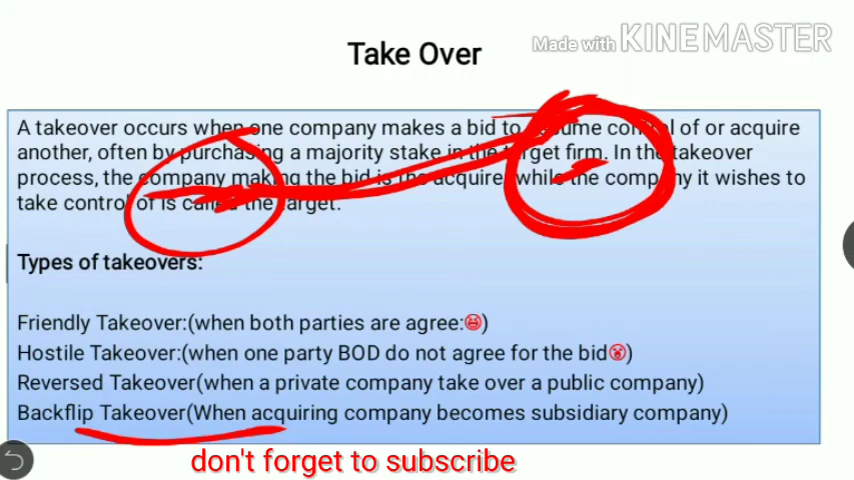 Made with KINEMASTER
Take Over
A takeover occurs when one company makes a bid to assume control of or acquire
another, often by purchasing a majority stake in the target firm. In the takeover
process, the company making the bid is the acquirer while the company it wishes to
take control of is called the target.
Types of takeovers:
Friendly Takeover:(when both parties are agree:😆)
Hostile Takeover:(when one party BOD do not agree for the bid😠)
Reversed Takeover(when a private company take over a public company)
Backflip Takeover(When acquiring company becomes subsidiary company)
don't forget to subscribe